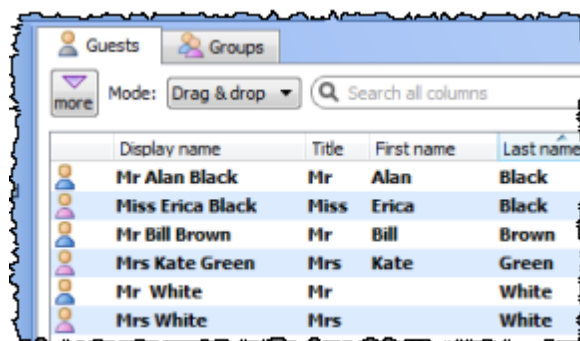 Guests Groups
more Mode: Drag & drop Search all columns
Display name Title First name Last name
Mr Alan Black Mr Alan Black
Miss Erica Black Miss Erica Black
Mr Bill Brown Mr Bill Brown
Mrs Kate Green Mrs Kate Green
Mr White Mr White
Mrs White Mrs White